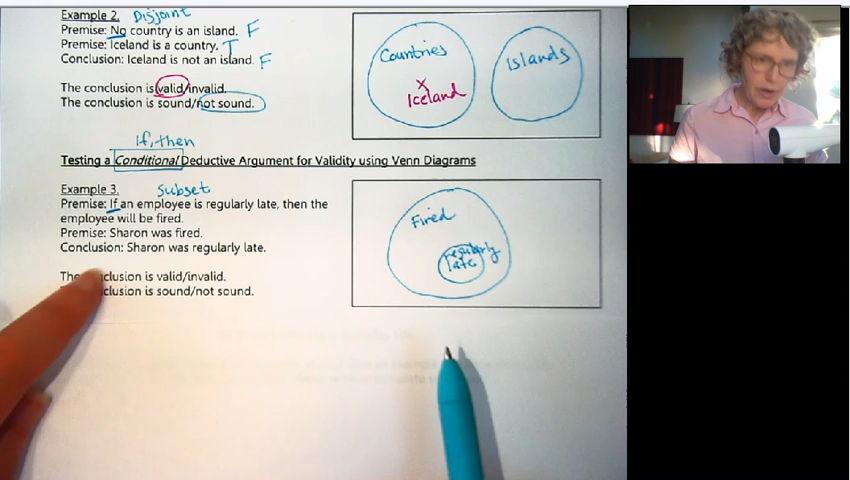 Example 2. Disjoint
Premise: No country is an island. F
Premise: Iceland is a country. T
Conclusion: Iceland is not an island. F
The conclusion is valid/invalid.
The conclusion is sound/not sound.
Countries
Islands
x
Iceland
If, then
Testing a Conditional Deductive Argument for Validity using Venn Diagrams
Example 3. Subset
Premise: If an employee is regularly late, then the
employee will be fired.
Premise: Sharon was fired.
Conclusion: Sharon was regularly late.
The conclusion is valid/invalid.
conclusion is sound/not sound.
Fired
regularly
late